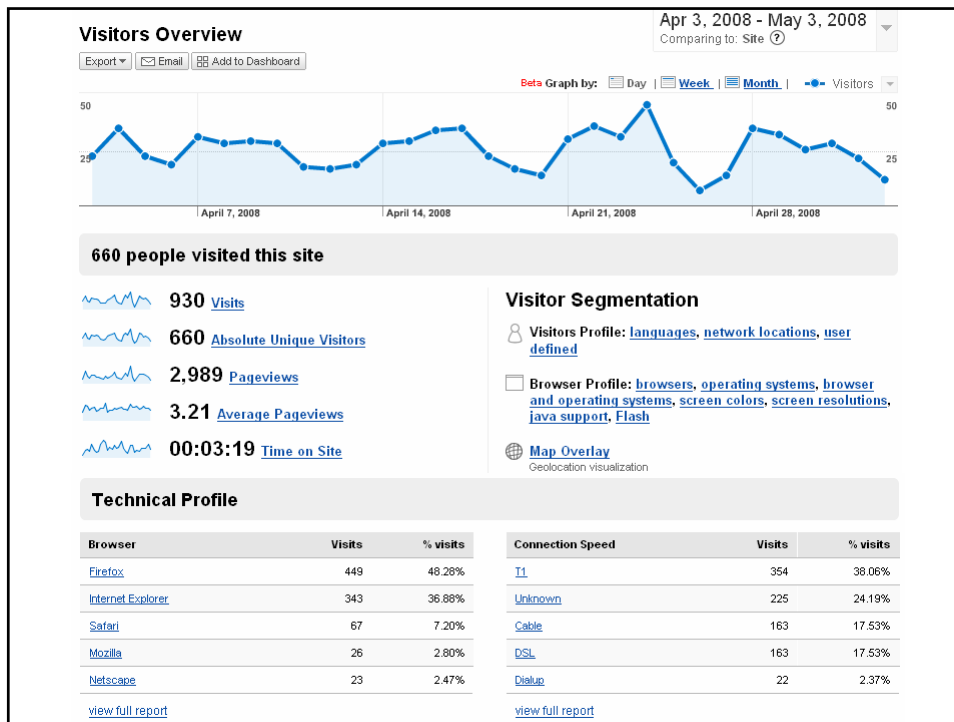 Visitors Overview
Apr 3, 2008 - May 3, 2008
Comparing to: Site ?
Export Email Add to Dashboard
Beta Graph by: Day | Week | Month | Visitors
50 50
25 25
April 7, 2008 April 14, 2008 April 21, 2008 April 28, 2008
660 people visited this site
930 Visits
660 Absolute Unique Visitors
2,989 Pageviews
3.21 Average Pageviews
00:03:19 Time on Site
Visitor Segmentation
Visitors Profile: languages, network locations, user
defined
Browser Profile: browsers, operating systems, browser
and operating systems, screen colors, screen resolutions,
java support, Flash
Map Overlay
Geolocation visualization
Technical Profile
Browser Visits % visits
Firefox 449 48.28%
Internet Explorer 343 36.88%
Safari 67 7.20%
Mozilla 26 2.80%
Netscape 23 2.47%
view full report
Connection Speed Visits % visits
T1 354 38.06%
Unknown 225 24.19%
Cable 163 17.53%
DSL 163 17.53%
Dialup 22 2.37%
view full report